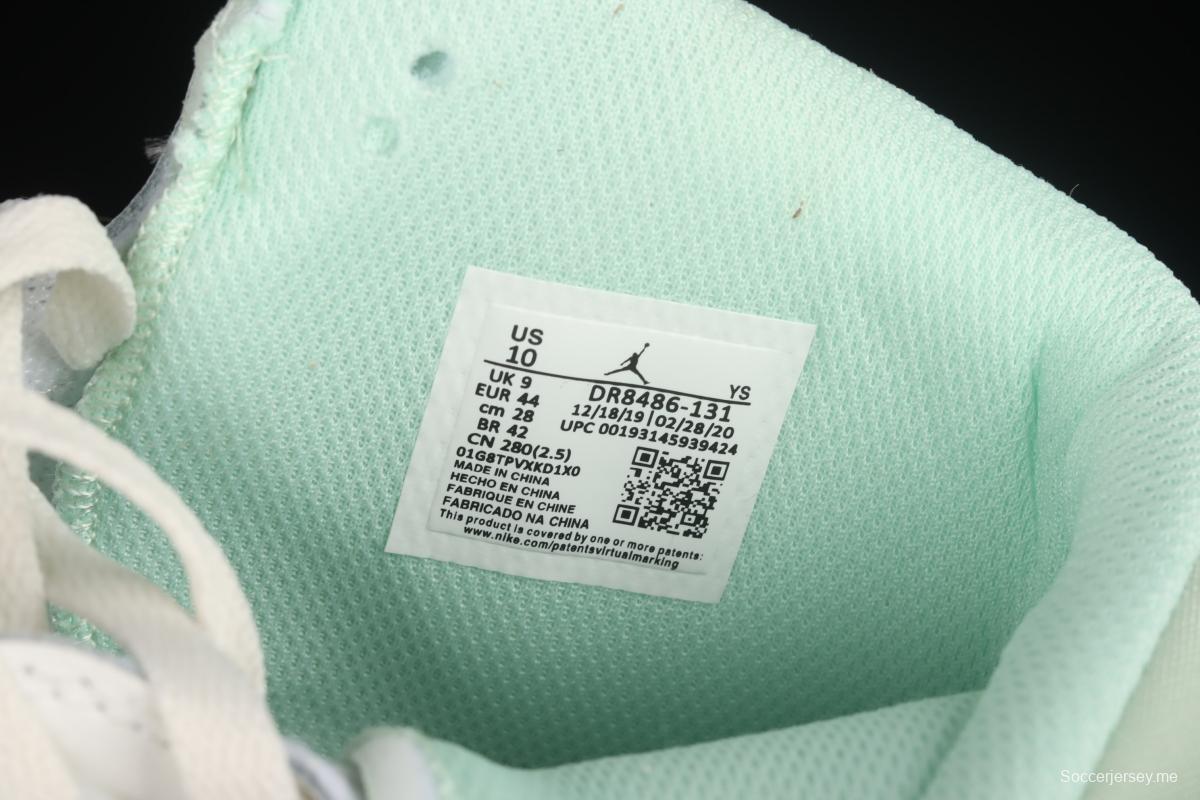 US
10
YS
UK 9
EUR 44
cm 28
BR 42
CN 280(2.5)
DR8486-131
12/18/19|02/28/20
UPC 00193145939424
01G8TPVXKD1X0
MADE IN CHINA
HECHO EN CHINA
FABRIQUE EN CHINE
FABRICADO NA CHINA
This product is covered by one or more patents:
www.nike.com/patentsvirtualmarking
Soccerjersey.me